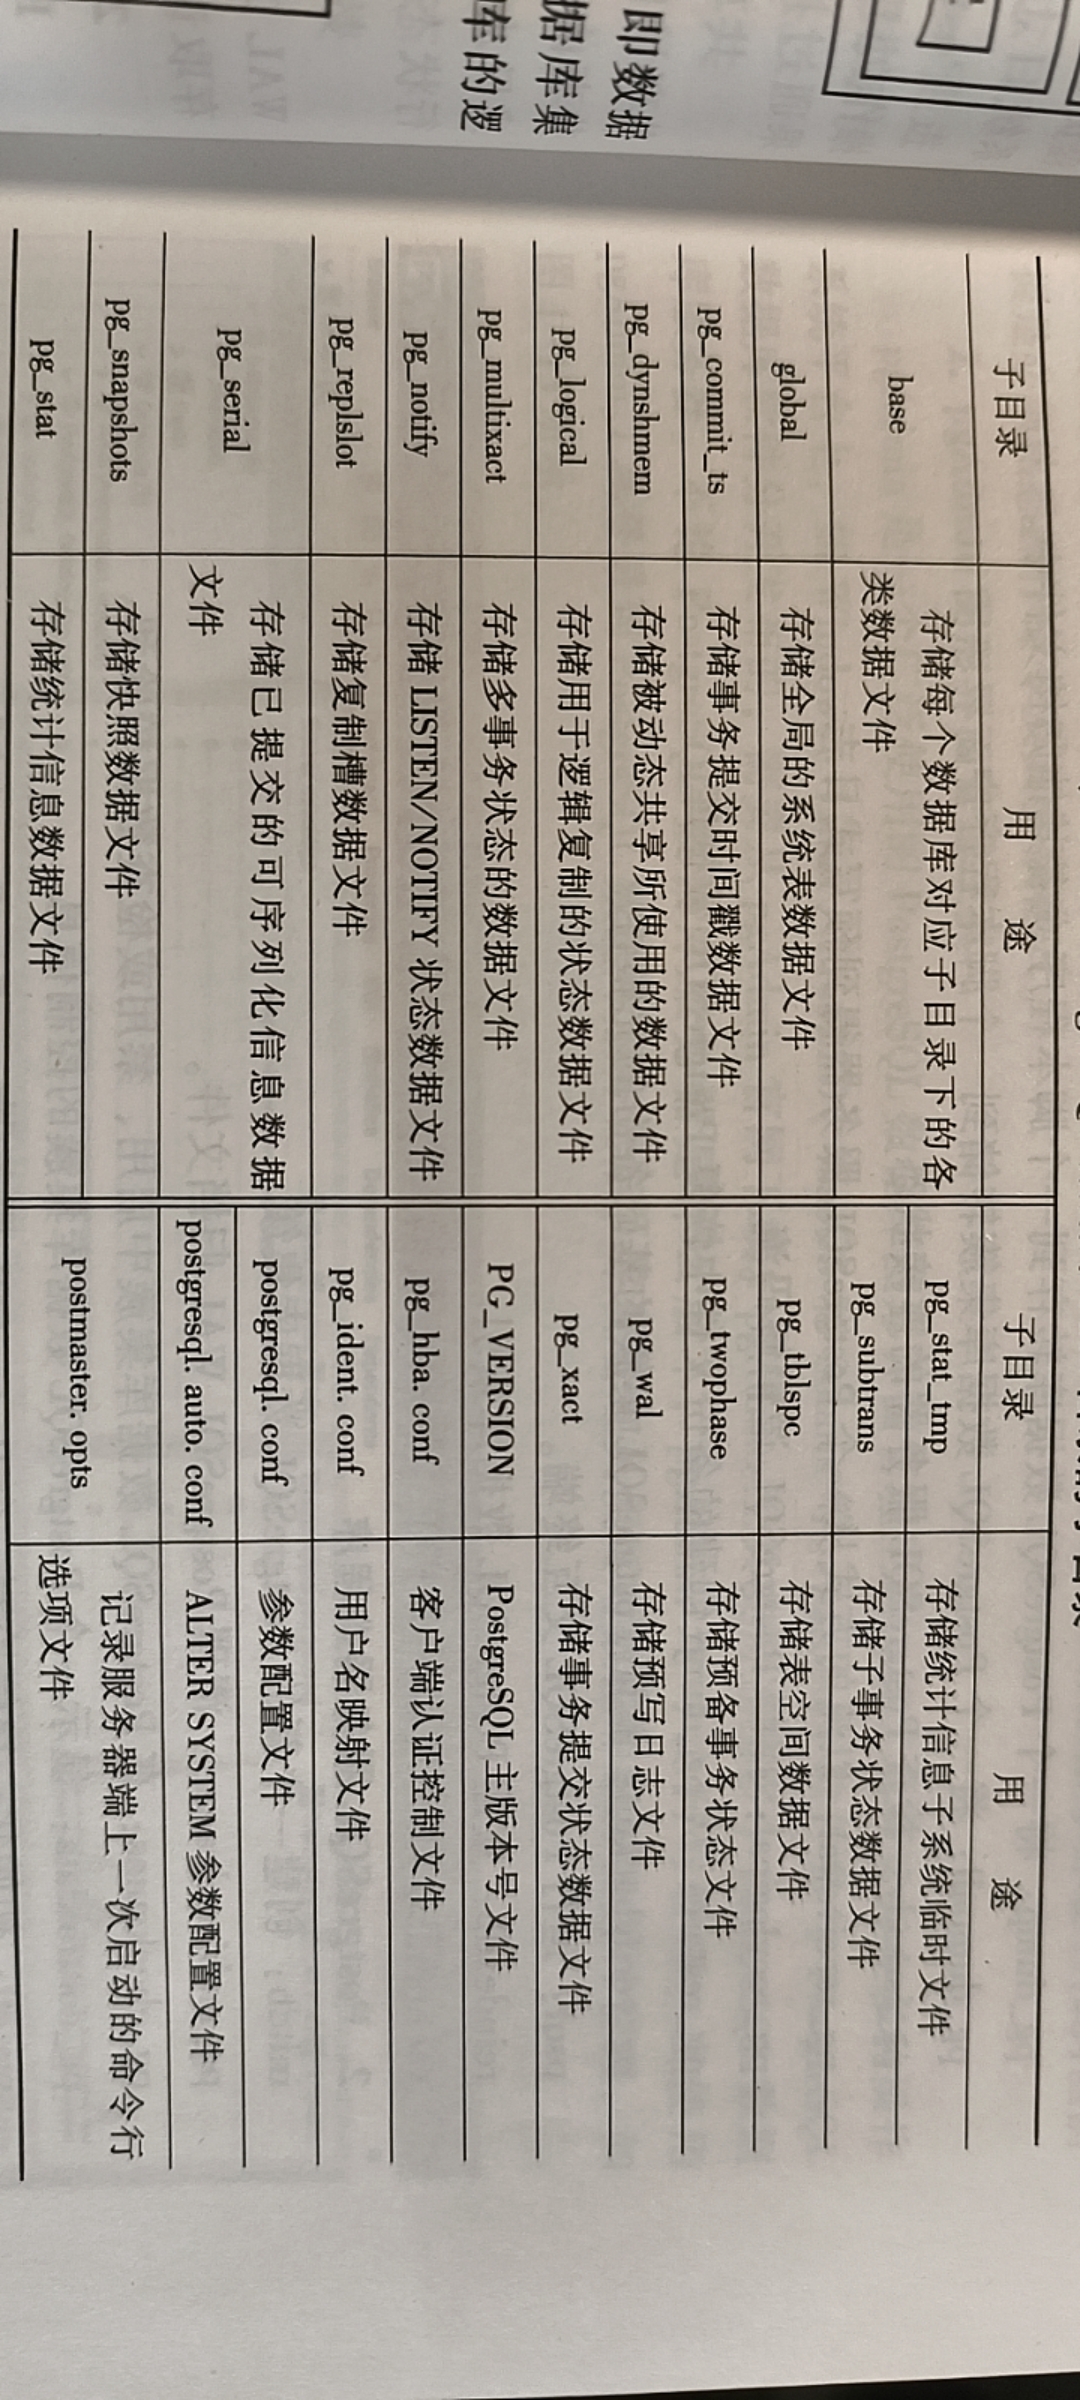 即数据
据库集
库的逻
子目录 用途 子目录 用途
base 存储每个数据库对应子目录下的各
类数据文件
pg_stat_tmp 存储统计信息子系统临时文件
pg_subtrans 存储子事务状态数据文件
global 存储全局的系统表数据文件 pg_tblspc 存储表空间数据文件
pg_commit_ts 存储事务提交时间戳数据文件 pg_twophase 存储预备事务状态文件
pg_dynshmem 存储被动态共享所使用的数据文件 pg_wal 存储预写日志文件
pg_logical 存储用于逻辑复制的状态数据文件 pg_xact 存储事务提交状态数据文件
pg_multixact 存储多事务状态的数据文件 PG_VERSION PostgreSQL 主版本号文件
pg_notify 存储 LISTEN/NOTIFY 状态数据文件 pg_hba. conf 客户端认证控制文件
pg_replslot 存储复制槽数据文件 pg_ident. conf 用户名映射文件
pg_serial 存储已提交的可序列化信息数据
文件
postgresql. conf 参数配置文件
postgresql. auto. conf ALTER SYSTEM 参数配置文件
pg_snapshots 存储快照数据文件
pg_stat 存储统计信息数据文件
postmaster. opts 记录服务器端上一次启动的命令行
选项文件